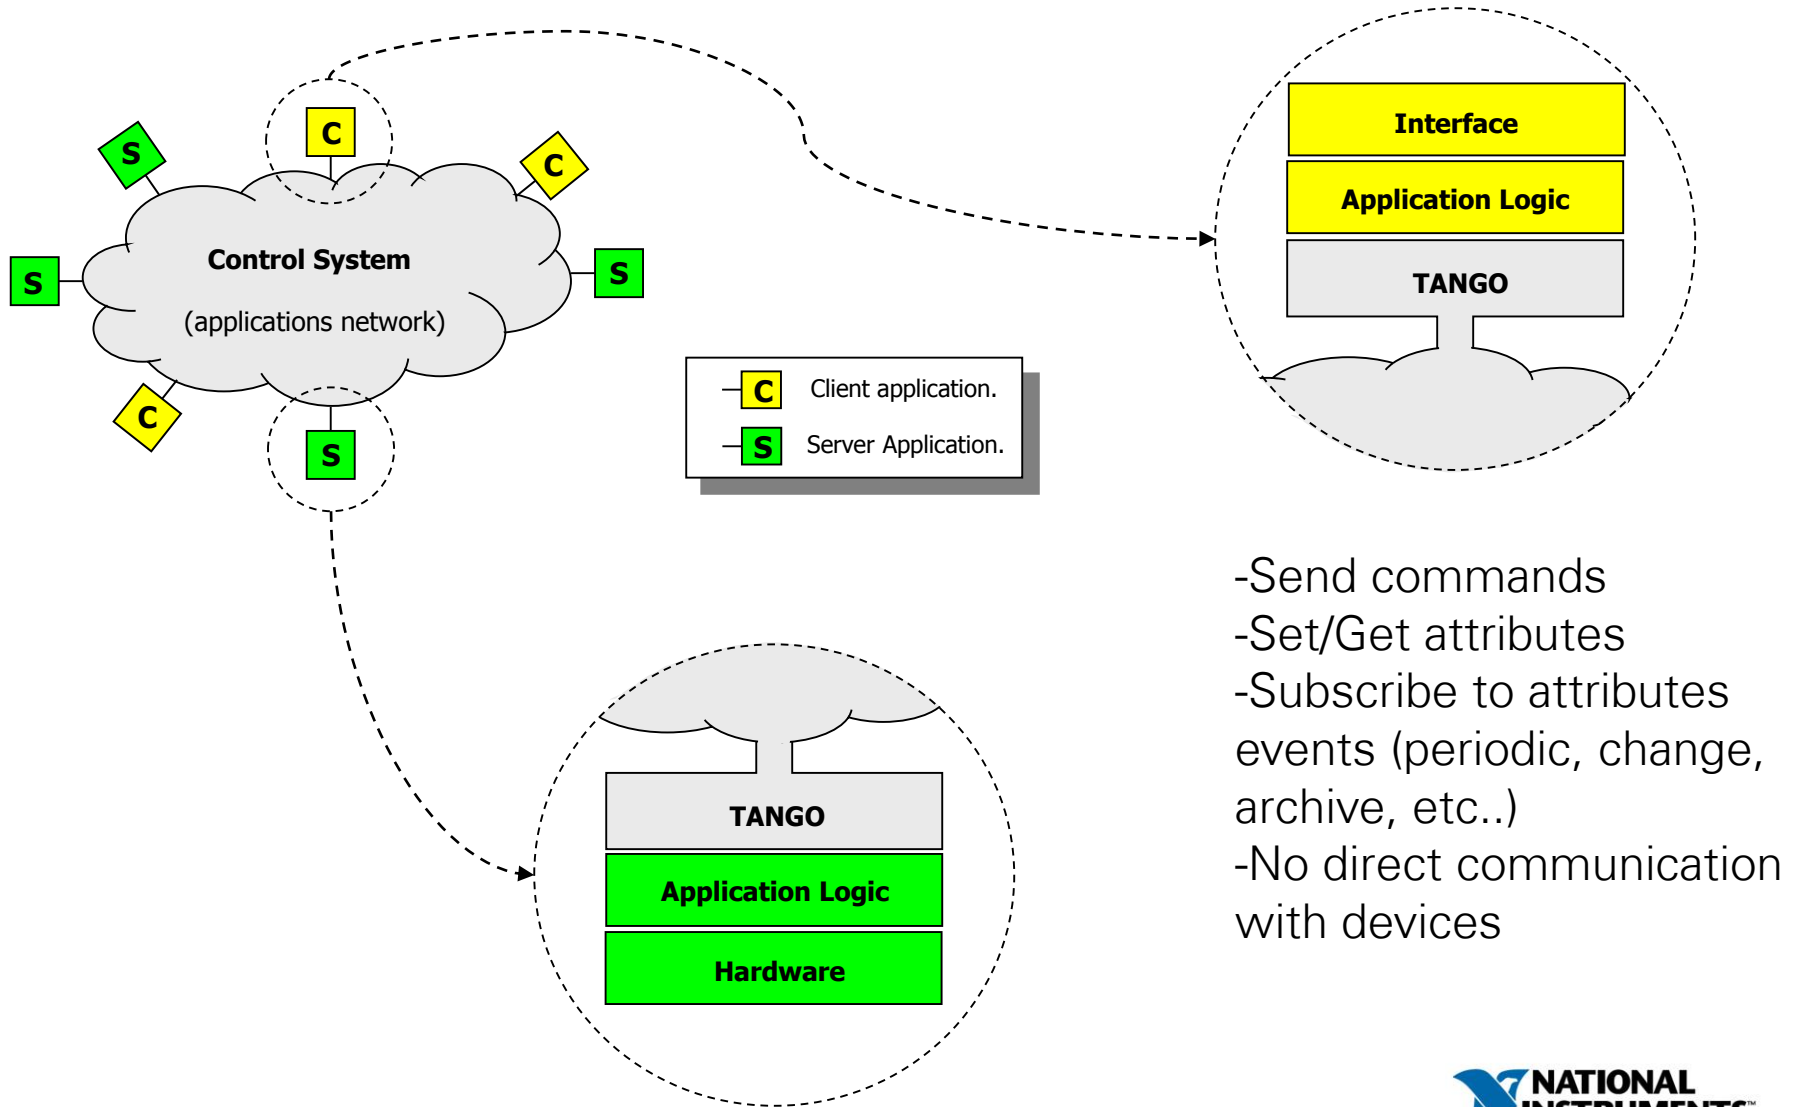 C
S
C
Control System
S
S
(applications network)
C
S
C Client application.
S Server Application.
Interface
Application Logic
TANGO
TANGO
Application Logic
Hardware
-Send commands
-Set/Get attributes
-Subscribe to attributes
events (periodic, change,
archive, etc..)
-No direct communication
with devices
NATIONAL
INSTRUMENTS™